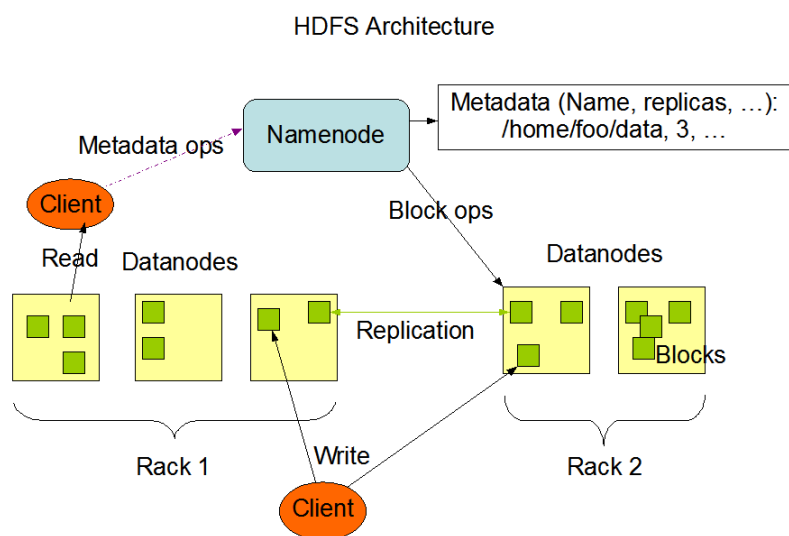 HDFS Architecture
Metadata (Name, replicas, …):
/home/foo/data, 3, …
Namenode
Metadata ops
Client
Block ops
Read
Datanodes
Datanodes
Replication
Blocks
Rack 1
Write
Rack 2
Client